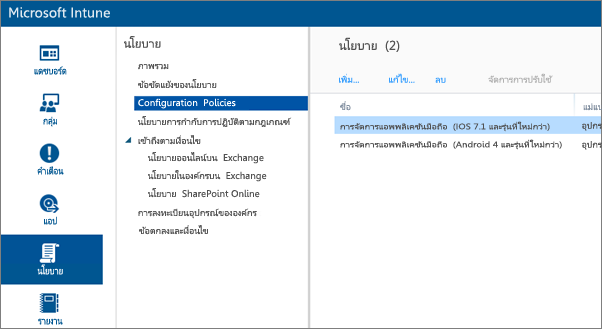 Microsoft Intune
แดชบอร์ด
กลุ่ม
คำเตือน
แอป
นโยบาย
รายงาน
นโยบาย
ภาพรวม
ข้อขัดแย้งของนโยบาย
Configuration Policies
นโยบายการกำกับการปฏิบัติตามกฎเกณฑ์
เข้าถึงตามเงื่อนไข
นโยบายออนไลน์บน Exchange
นโยบายในองค์กรบน Exchange
นโยบาย SharePoint Online
การลงทะเบียนอุปกรณ์ขององค์กร
ข้อตกลงและเงื่อนไข
นโยบาย (2)
เพิ่ม... แก้ไข... ลบ จัดการการปรับใช้
ชื่อ แม่แบ
การจัดการแอพพลิเคชันมือถือ (IOS 7.1 และรุ่นที่ใหม่กว่า) อุปก
การจัดการแอพพลิเคชันมือถือ (Android 4 และรุ่นที่ใหม่กว่า) อุปก